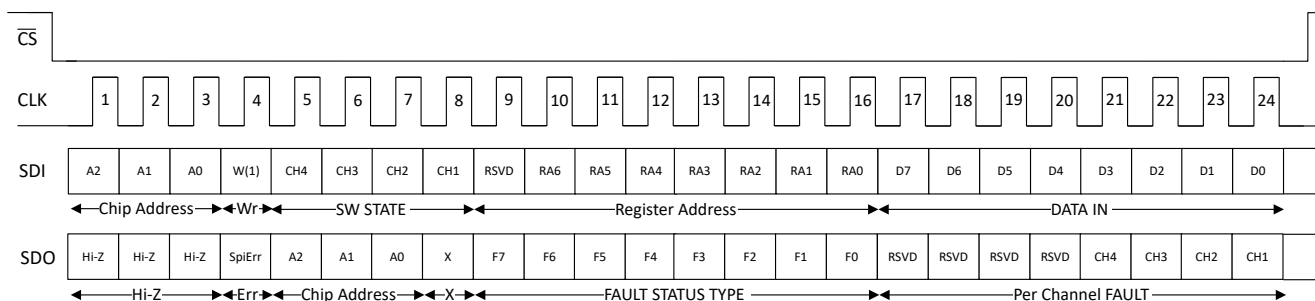 CS
CLK 1 2 3 4 5 6 7 8 9 10 11 12 13 14 15 16 17 18 19 20 21 22 23 24
SDI A2 A1 A0 W(1) CH4 CH3 CH2 CH1 RSVD RA6 RA5 RA4 RA3 RA2 RA1 RA0 D7 D6 D5 D4 D3 D2 D1 D0
Chip Address Wr SW STATE Register Address DATA IN
SDO Hi-Z Hi-Z Hi-Z SpiErr A2 A1 A0 X F7 F6 F5 F4 F3 F2 F1 F0 RSVD RSVD RSVD RSVD CH4 CH3 CH2 CH1
Hi-Z Err Chip Address X FAULT STATUS TYPE Per Channel FAULT